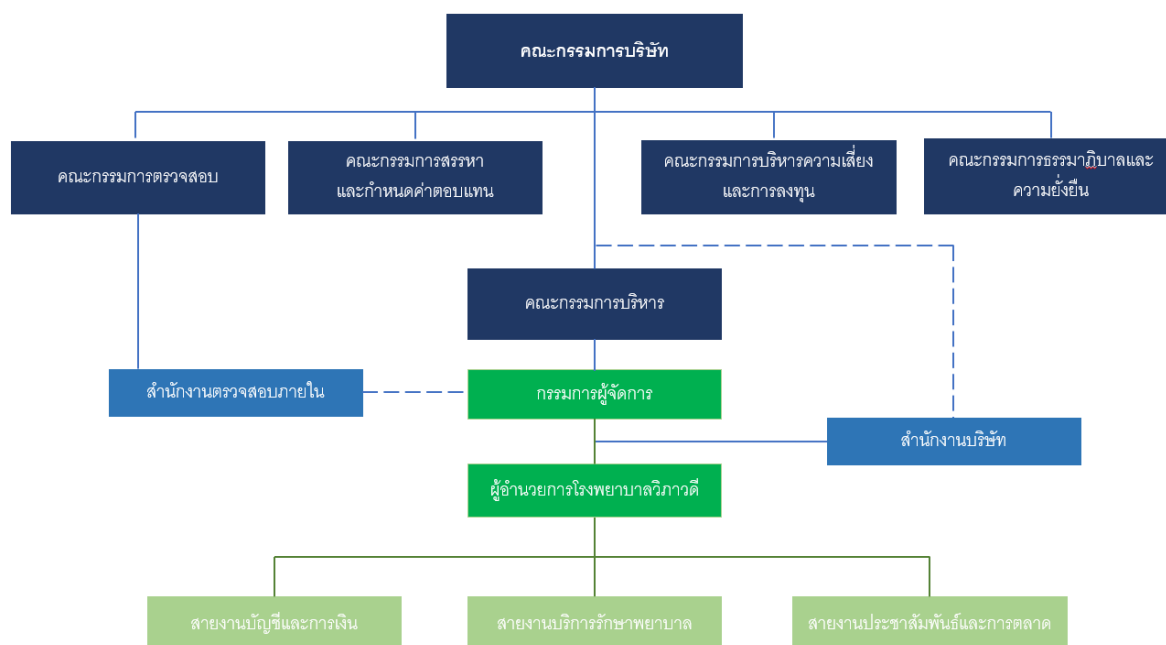 คณะกรรมการบริษัท
คณะกรรมการตรวจสอบ
คณะกรรมการสรรหา
และกำหนดค่าตอบแทน
คณะกรรมการบริหารความเสี่ยง
และการลงทุน
คณะกรรมการธรรมาภิบาลและ
ความยั่งยืน
คณะกรรมการบริหาร
สำนักงานตรวจสอบภายใน
กรรมการผู้จัดการ
สำนักงานบริษัท
ผู้อำนวยการโรงพยาบาลวิภาวดี
สายงานบัญชีและการเงิน
สายงานบริการรักษาพยาบาล
สายงานประชาสัมพันธ์และการตลาด